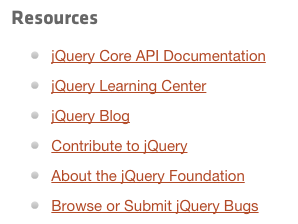 Resources
jQuery Core API Documentation
jQuery Learning Center
jQuery Blog
Contribute to jQuery
About the jQuery Foundation
Browse or Submit jQuery Bugs